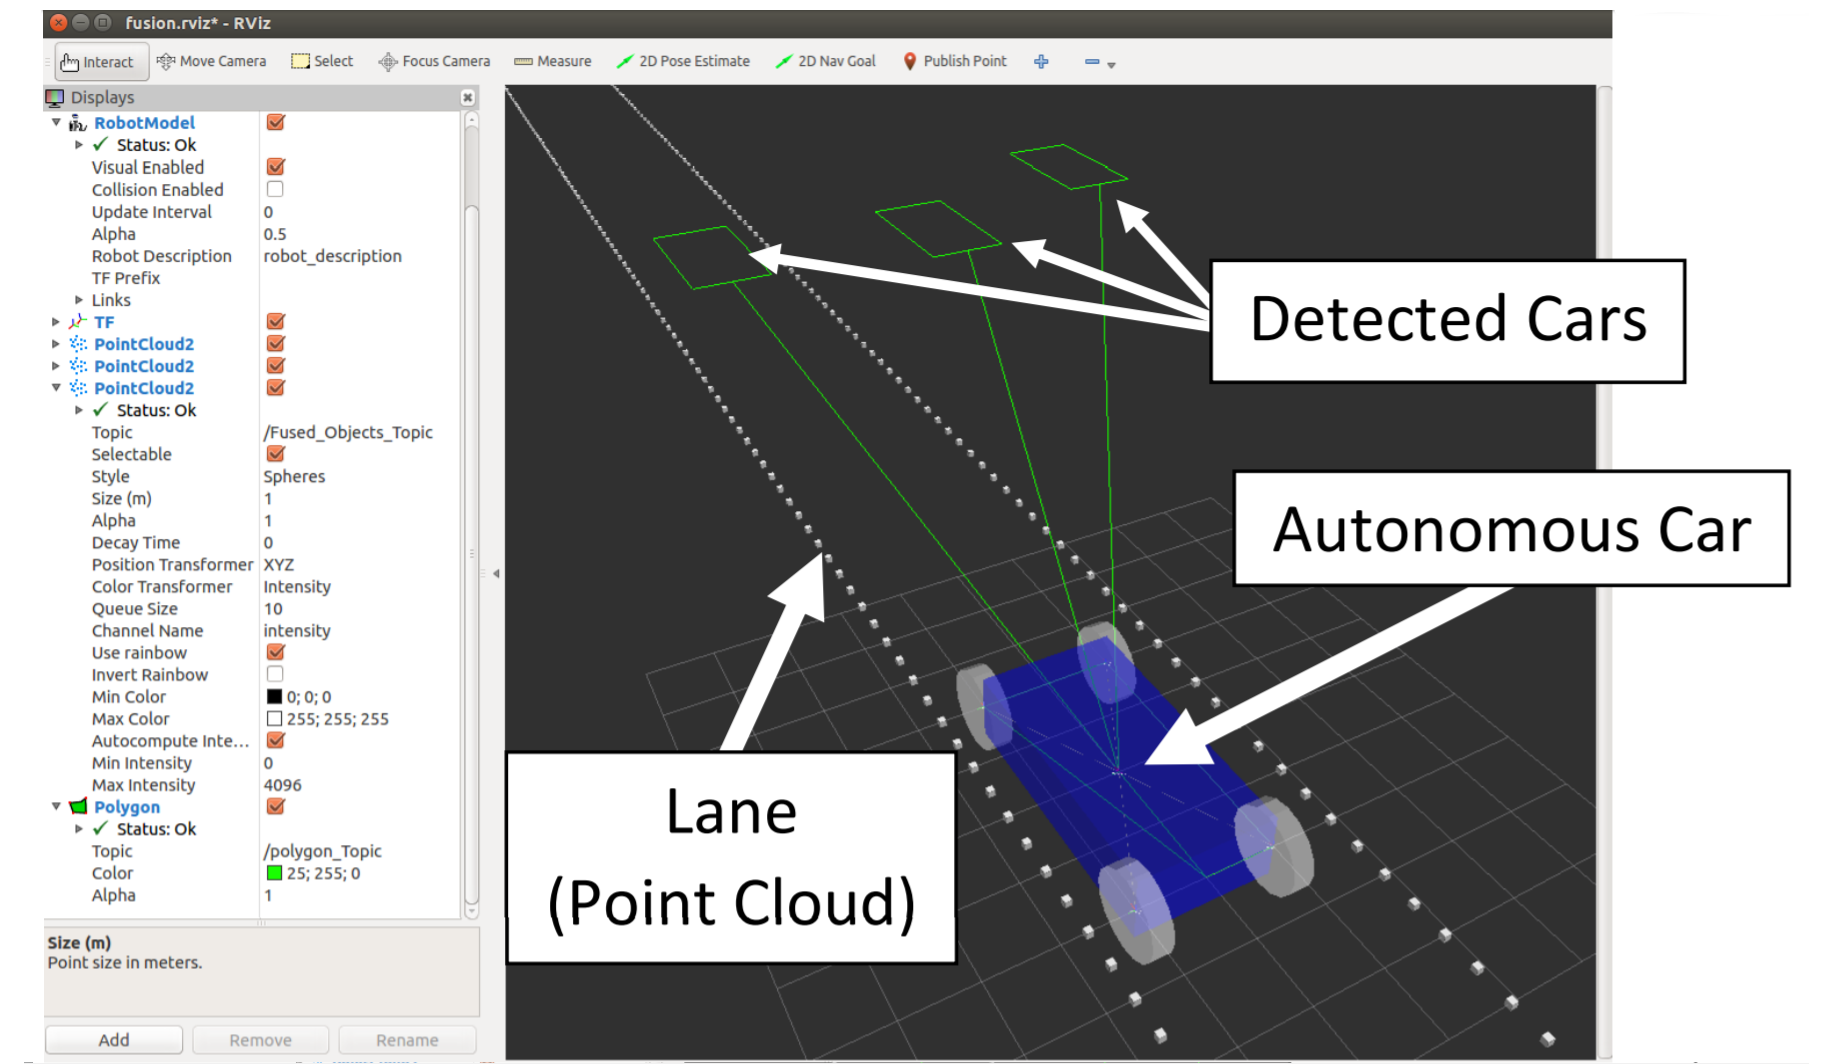 fusion.rviz* - RViz
Interact Move Camera Select Focus Camera Measure 2D Pose Estimate 2D Nav Goal Publish Point
Displays
RobotModel
Status: Ok
Visual Enabled
Collision Enabled
Update Interval 0
Alpha 0.5
Robot Description robot_description
TF Prefix
Links
TF
PointCloud2
PointCloud2
PointCloud2
Status: Ok
Topic /Fused_Objects_Topic
Selectable
Style Spheres
Size (m) 1
Alpha 1
Decay Time 0
Position Transformer XYZ
Color Transformer Intensity
Queue Size 10
Channel Name intensity
Use rainbow
Invert Rainbow
Min Color 0; 0; 0
Max Color 255; 255; 255
Autocompute Inte...
Min Intensity 0
Max Intensity 4096
Polygon
Status: Ok
Topic /polygon_Topic
Color 25; 255; 0
Alpha 1
Size (m)
Point size in meters.
Add Remove Rename
Detected Cars
Autonomous Car
Lane
(Point Cloud)